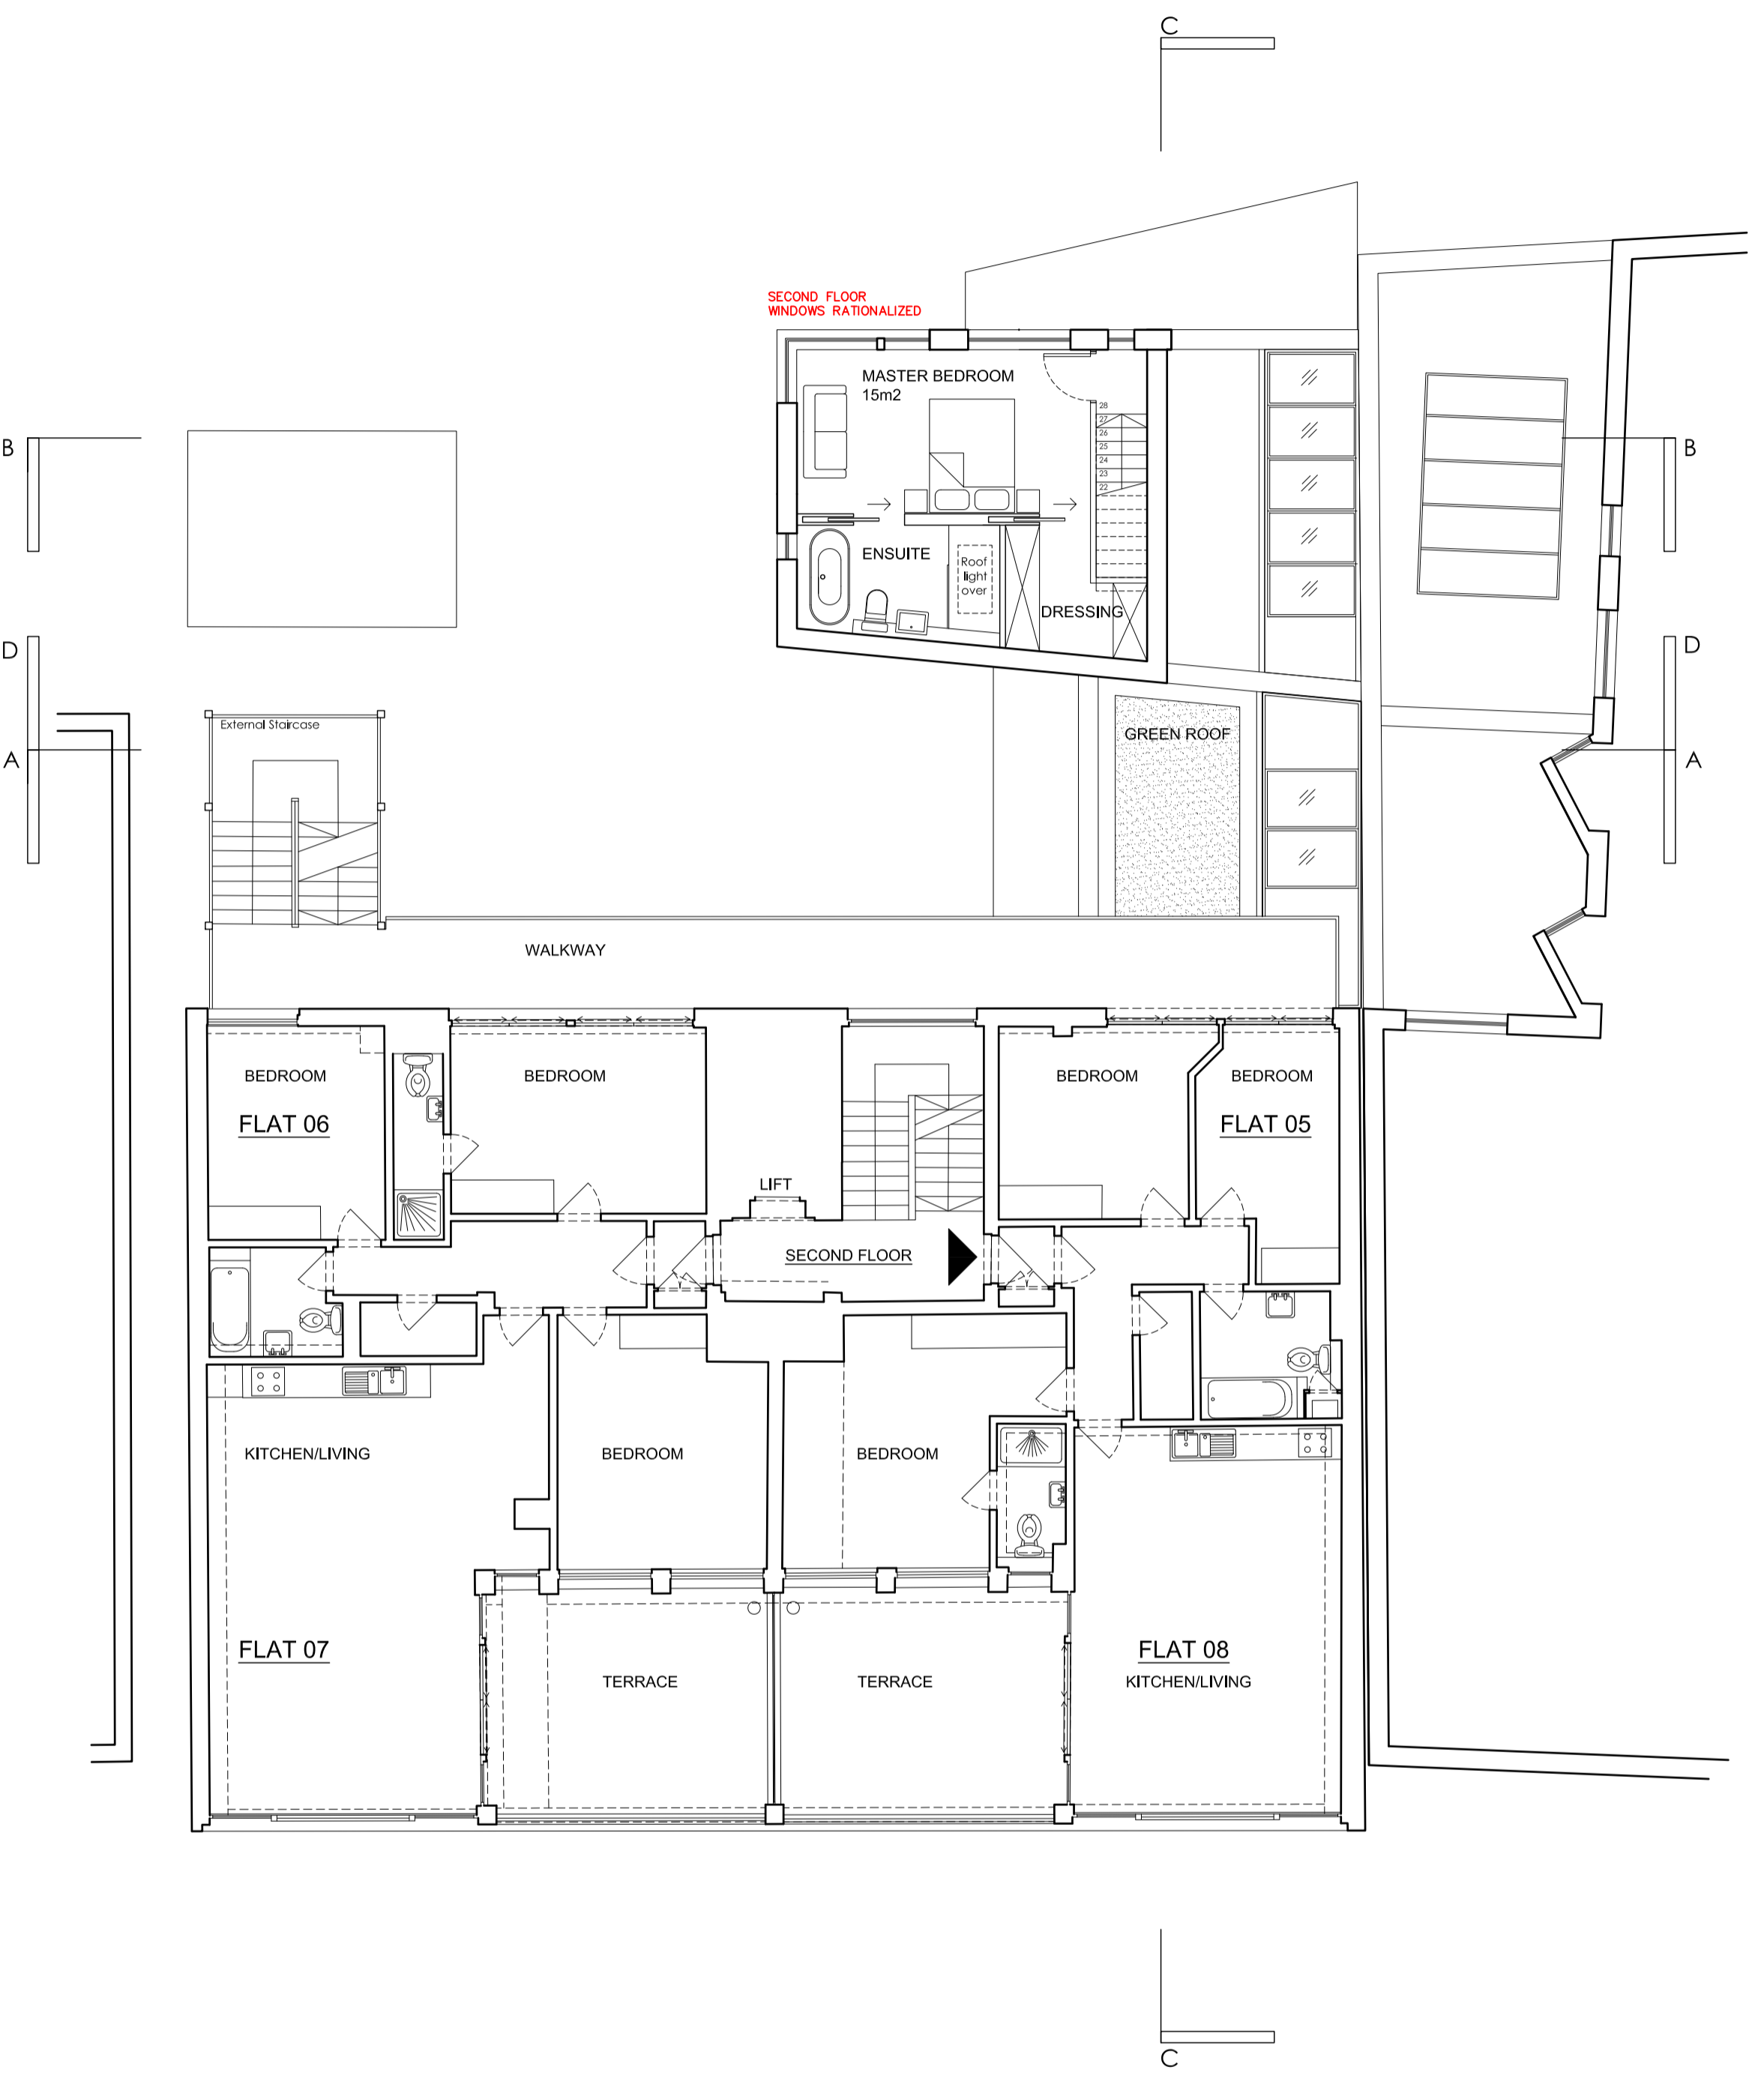 C
SECOND FLOOR
WINDOWS RATIONALIZED
MASTER BEDROOM
15m2
28
27
26
25
24
23
22
B
B
ENSUITE
Roof
light
over
DRESSING
D
D
External Staircase
GREEN ROOF
A
A
WALKWAY
BEDROOM
BEDROOM
BEDROOM
BEDROOM
FLAT 06
FLAT 05
LIFT
SECOND FLOOR
KITCHEN/LIVING
BEDROOM
BEDROOM
FLAT 07
FLAT 08
TERRACE
TERRACE
KITCHEN/LIVING
C